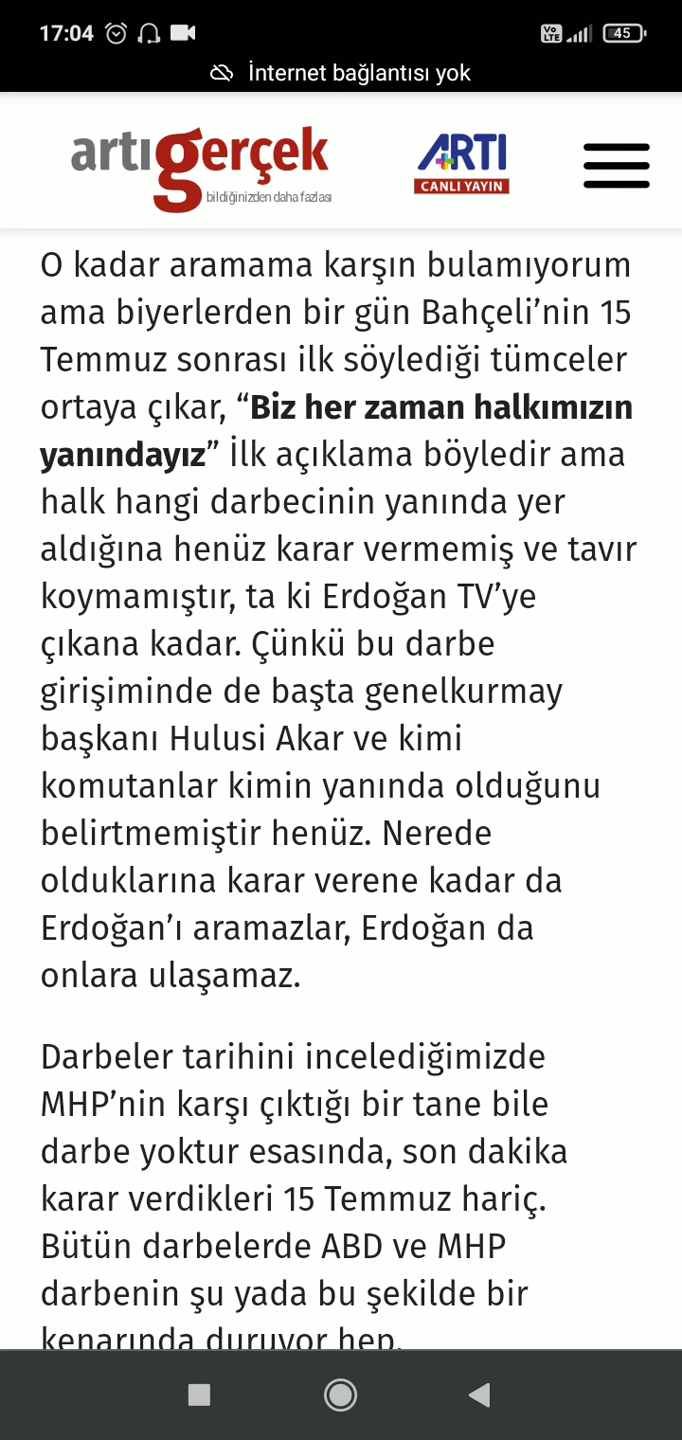 17:04
Vo LTE
45
İnternet bağlantısı yok
artıgerçek
bildiğinizden daha fazlası
ARTI
CANLI YAYIN
O kadar aramama karşın bulamıyorum
ama biyerlerden bir gün Bahçeli’nin 15
Temmuz sonrası ilk söylediği tümceler
ortaya çıkar, “Biz her zaman halkımızın
yanındayız” İlk açıklama böyledir ama
halk hangi darbecinin yanında yer
aldığına henüz karar vermemiş ve tavır
koymamıştır, ta ki Erdoğan TV’ye
çıkana kadar. Çünkü bu darbe
girişiminde de başta genelkurmay
başkanı Hulusi Akar ve kimi
komutanlar kimin yanında olduğunu
belirtmemiştir henüz. Nerede
olduklarına karar verene kadar da
Erdoğan’ı aramazlar, Erdoğan da
onlara ulaşamaz.
Darbeler tarihini incelediğimizde
MHP’nin karşı çıktığı bir tane bile
darbe yoktur esasında, son dakika
karar verdikleri 15 Temmuz hariç.
Bütün darbelerde ABD ve MHP
darbenin şu yada bu şekilde bir
kenarında duruyor hep.